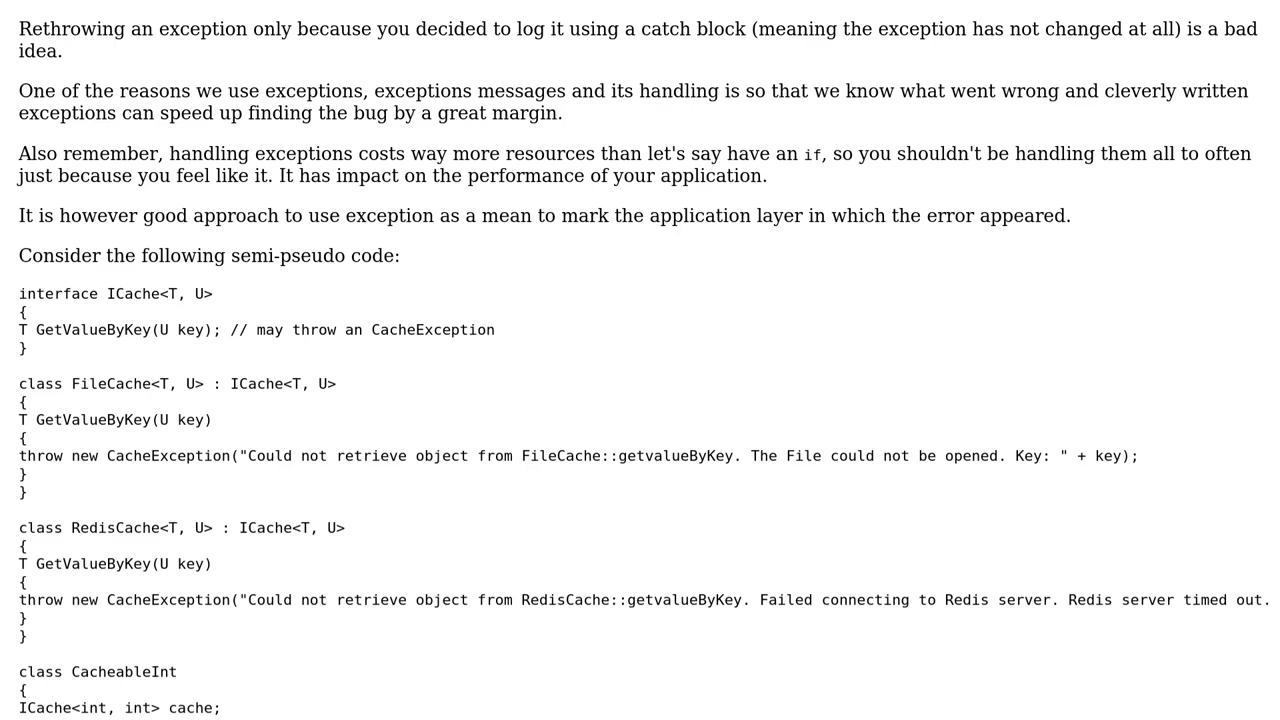 Rethrowing an exception only because you decided to log it using a catch block (meaning the exception has not changed at all) is a bad
idea.
One of the reasons we use exceptions, exceptions messages and its handling is so that we know what went wrong and cleverly written
exceptions can speed up finding the bug by a great margin.
Also remember, handling exceptions costs way more resources than let's say have an if, so you shouldn't be handling them all to often
just because you feel like it. It has impact on the performance of your application.
It is however good approach to use exception as a mean to mark the application layer in which the error appeared.
Consider the following semi-pseudo code:
interface ICache<T, U>
{
T GetValueByKey(U key); // may throw an CacheException
}
class FileCache<T, U> : ICache<T, U>
{
T GetValueByKey(U key)
{
throw new CacheException("Could not retrieve object from FileCache::getvalueByKey. The File could not be opened. Key: " + key);
}
}
class RedisCache<T, U> : ICache<T, U>
{
T GetValueByKey(U key)
{
throw new CacheException("Could not retrieve object from RedisCache::getvalueByKey. Failed connecting to Redis server. Redis server timed out.
}
}
class CacheableInt
{
ICache<int, int> cache;